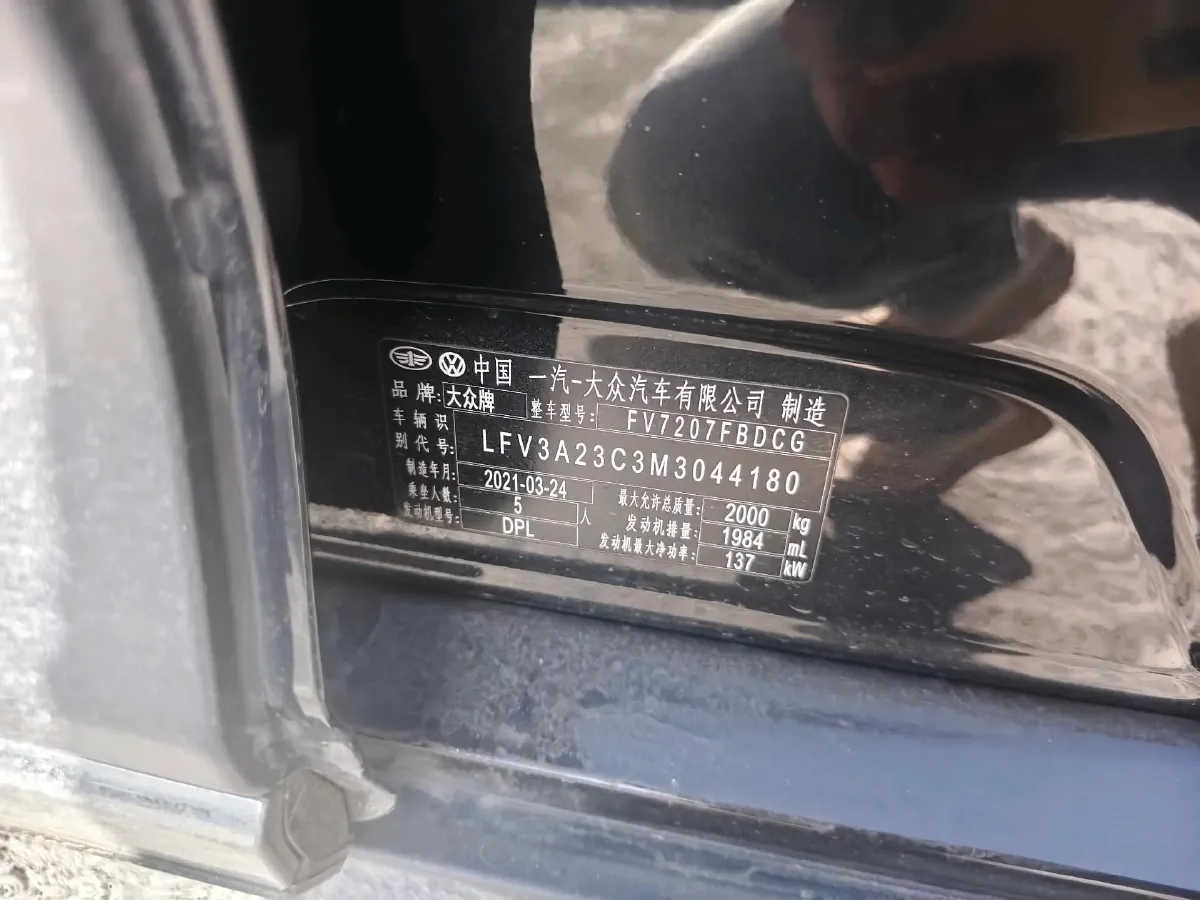 中国 一汽-大众汽车有限公司 制造
品牌: 大众牌 整车型号: FV7207FBDCG
车辆识别代号: LFV3A23C3M3044180
制造年月: 2021-03-24 最大允许总质量: 2000 kg
乘坐人数: 5 人 发动机排量: 1984 mL
发动机型号: DPL 发动机最大净功率: 137 kW